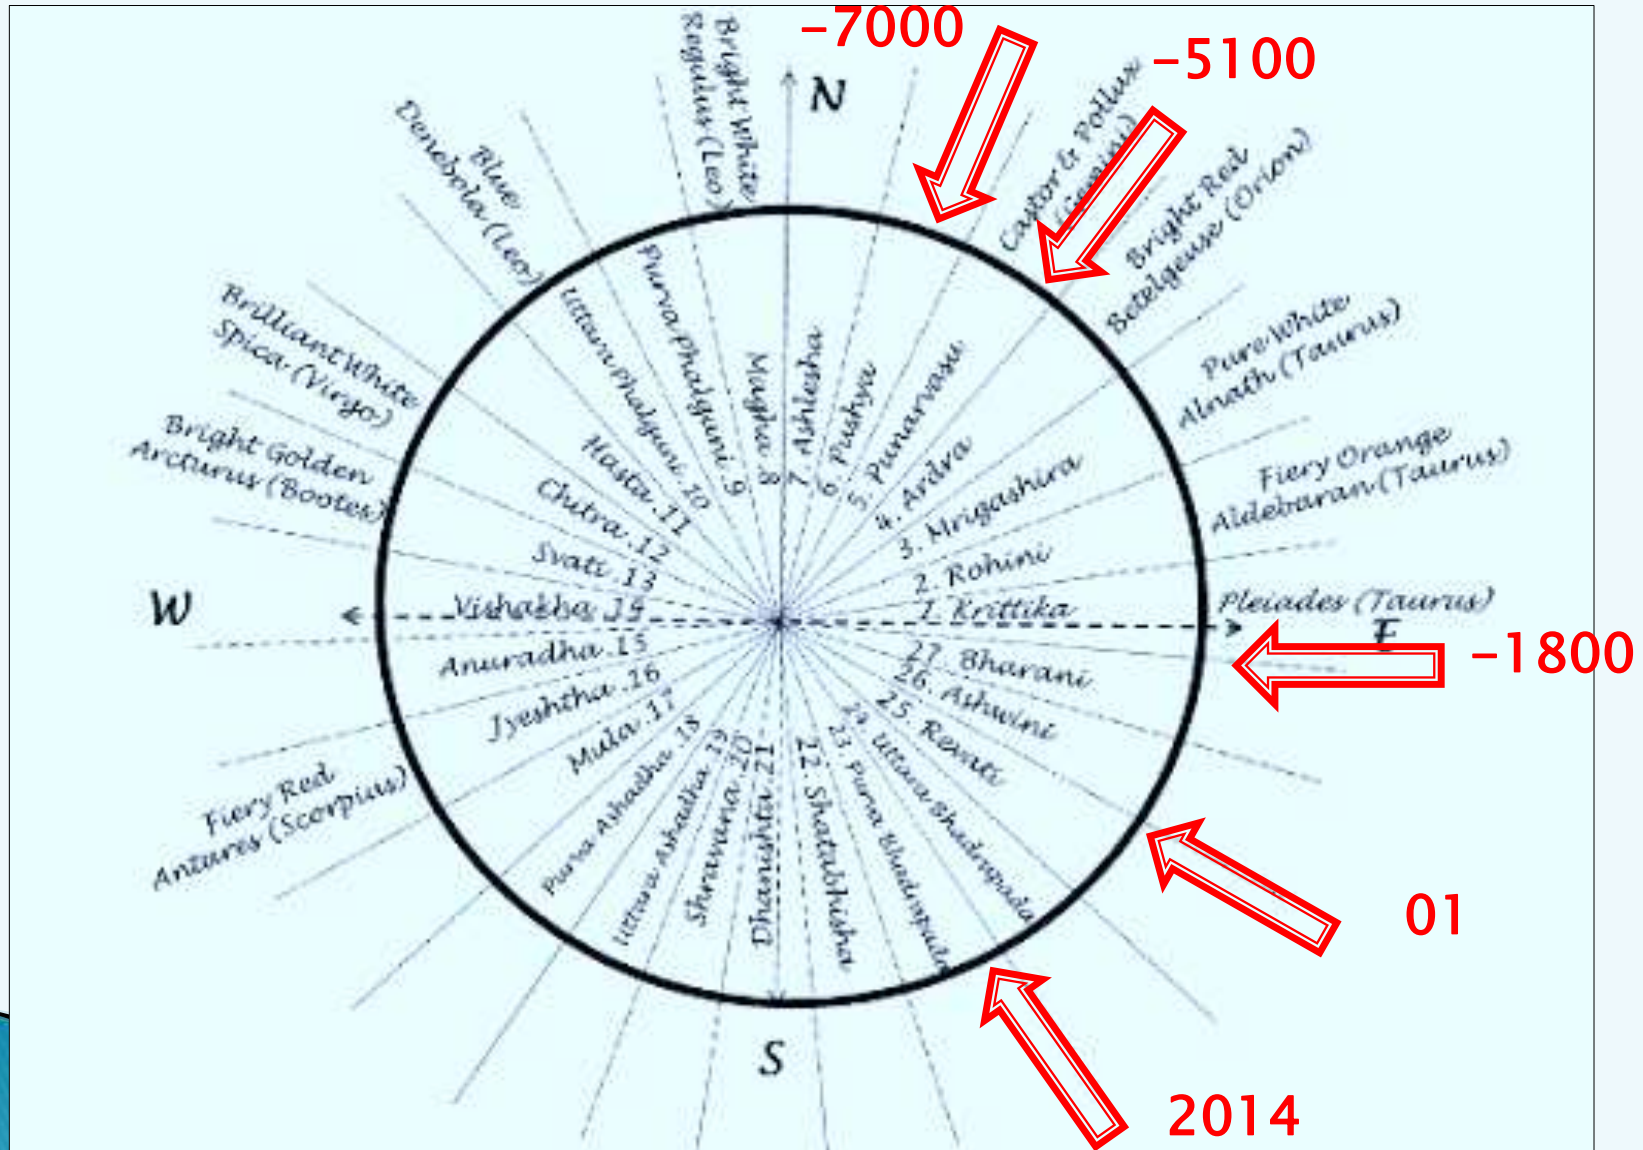 -7000
-5100
-1800
01
2014
N
E
S
W
Bright White
Regulus (Leo)
Castor & Pollux
(Gemini)
Bright Red
Betelgeuse (Orion)
Pure White
Alnath (Taurus)
Fiery Orange
Aldebaran (Taurus)
Pleiades (Taurus)
Blue
Denebola (Leo)
Brilliant White
Spica (Virgo)
Bright Golden
Arcturus (Bootes)
Fiery Red
Antares (Scorpius)
1. Krittika
2. Rohini
3. Mrigashira
4. Ardra
5. Punarvasu
6. Pushya
7. Ashlesha
Magha .8
Purva Phalguni .9
Uttara Phalguni .10
Hasta .11
Chitra .12
Svati .13
Vishakha .14
Anuradha .15
Jyeshtha .16
Mula .17
Purva Ashadha .18
Uttara Ashadha .19
Shravana .20
Dhanishta .21
22. Shatabhisha
23. Purva Bhadrapada
24. Uttara Bhadrapada
25. Revati
26. Ashwini
27. Bharani